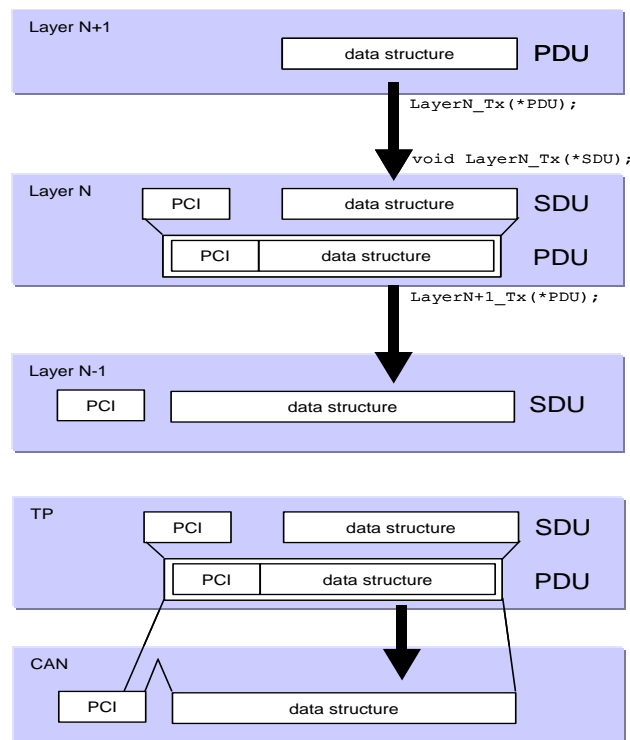 Layer N+1
data structure PDU
LayerN_Tx(*PDU);
void LayerN_Tx(*SDU);
Layer N
PCI data structure SDU
PCI data structure PDU
LayerN+1_Tx(*PDU);
Layer N-1
PCI data structure SDU
TP
PCI data structure SDU
PCI data structure PDU
CAN
PCI data structure